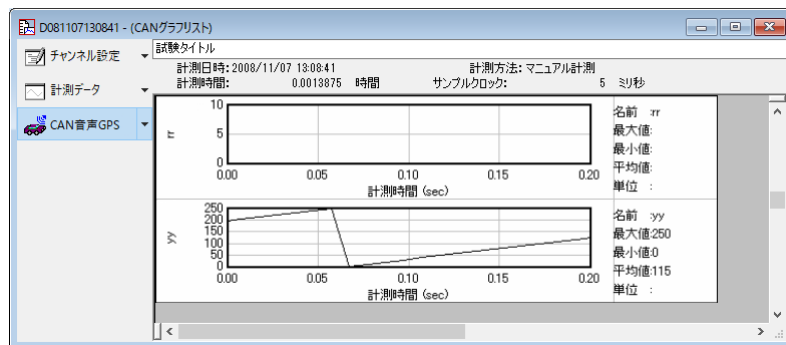 D081107130841 - (CANグラフリスト)
チャンネル設定
計測データ
CAN音声GPS
試験タイトル
計測日時: 2008/11/07 13:08:41 計測方法: マニュアル計測
計測時間: 0.0013875 時間 サンプルクロック: 5 ミリ秒
rr
10
5
0
0.00 0.05 0.10 0.15 0.20
計測時間 (sec)
名前 :rr
最大値:
最小値:
平均値:
単位 :
yy
250
200
150
100
50
0
0.00 0.05 0.10 0.15 0.20
計測時間 (sec)
名前 :yy
最大値:250
最小値:0
平均値:115
単位 :